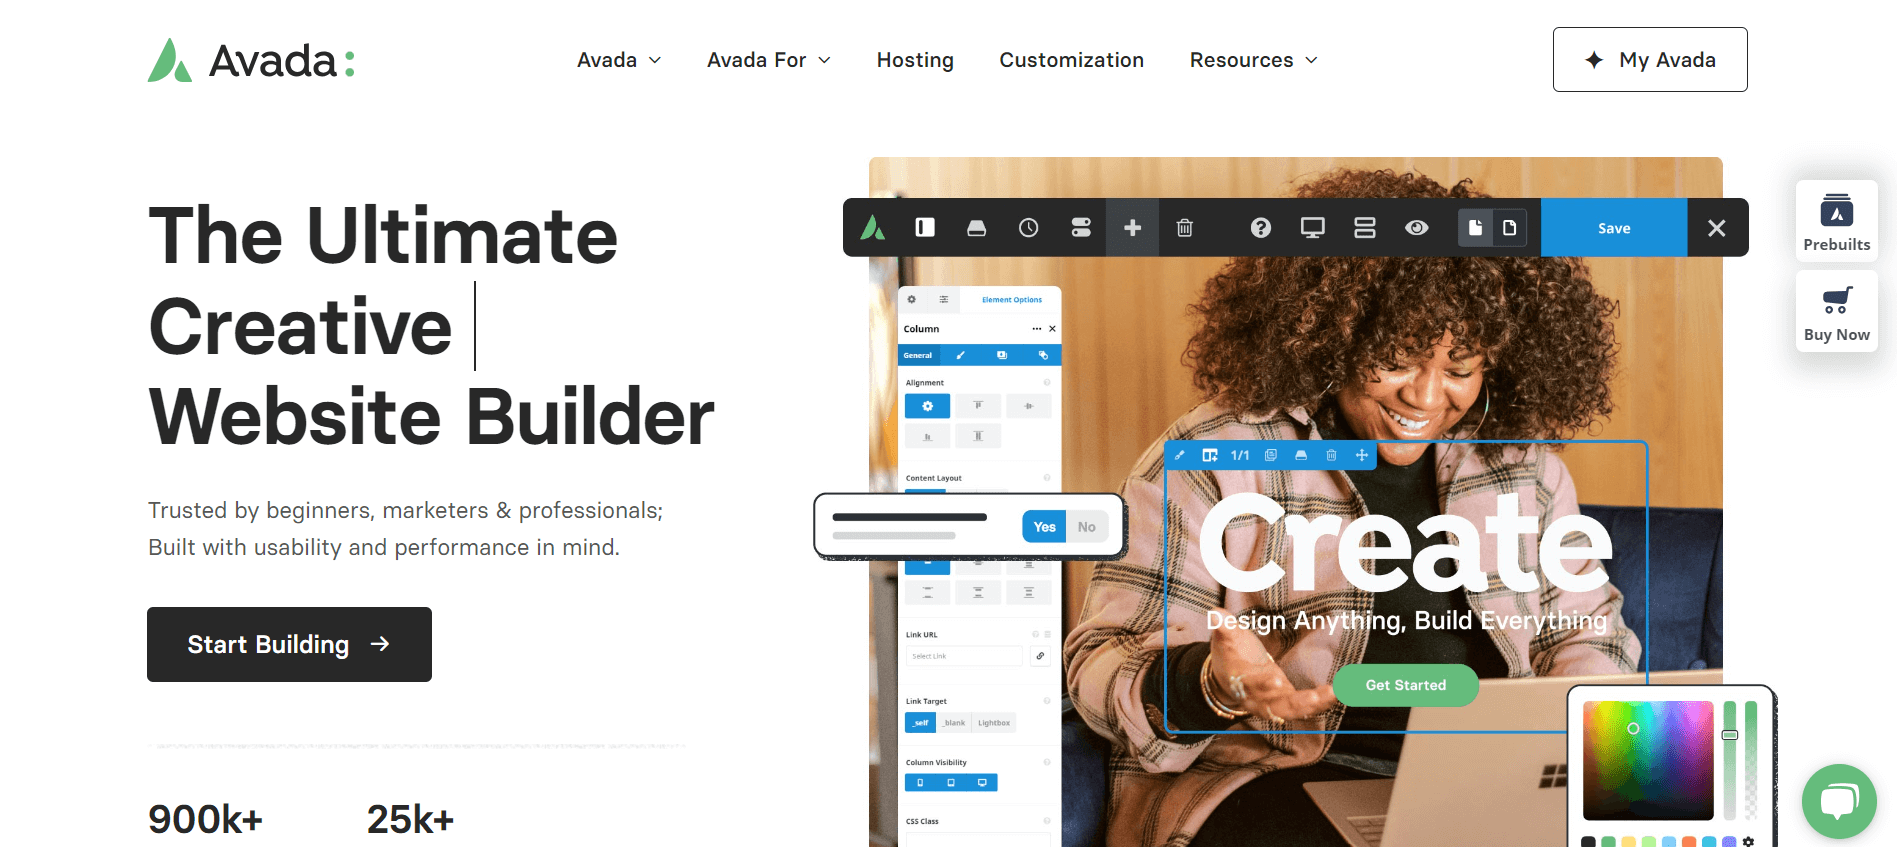 Avada
Avada
Avada For
Hosting
Customization
Resources
My Avada
The Ultimate
Creative
Website Builder
Trusted by beginners, marketers & professionals;
Built with usability and performance in mind.
Start Building
900k+
25k+
Save
Element Options
Column
General
Alignment
Content Layout
Yes
No
Link URL
Select Link
Link Target
_self
_blank
Lightbox
Column Visibility
CSS Class
1/1
Create
Design Anything, Build Everything
Get Started
Prebuilts
Buy Now